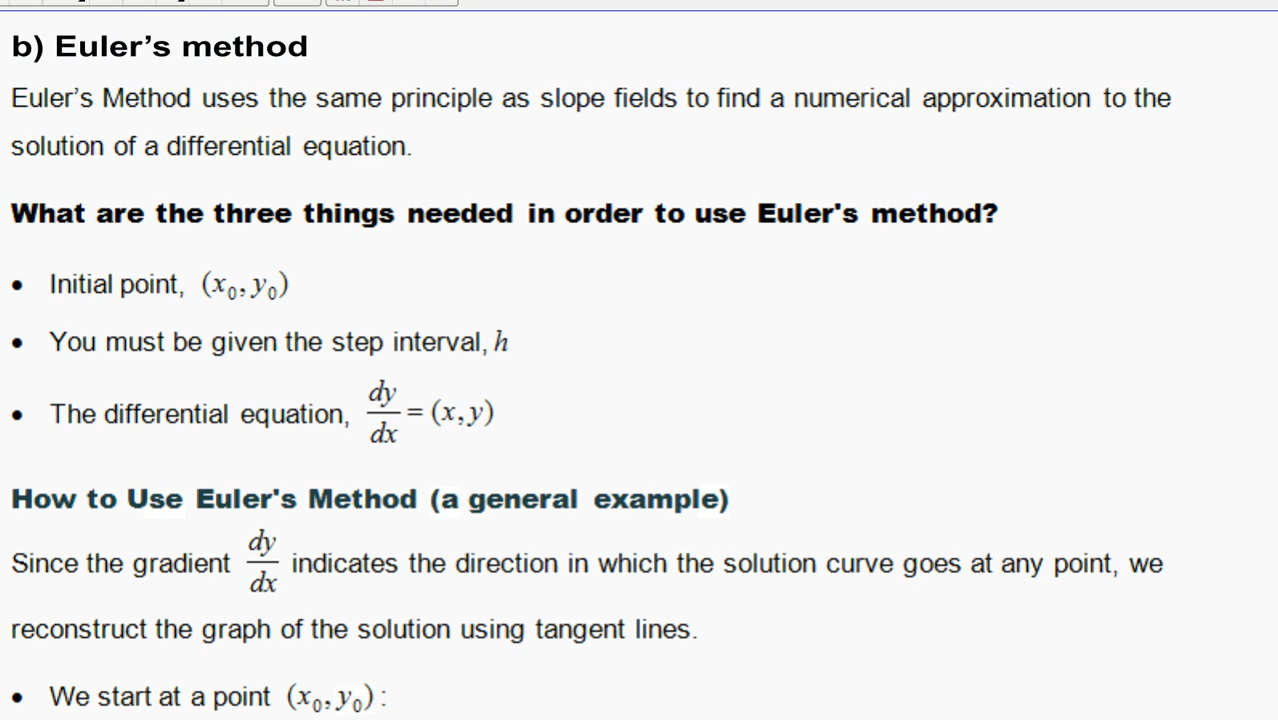 b) Euler’s method
Euler’s Method uses the same principle as slope fields to find a numerical approximation to the
solution of a differential equation.
What are the three things needed in order to use Euler's method?
• Initial point, (x₀, y₀)
• You must be given the step interval, h
• The differential equation, dy/dx = (x, y)
How to Use Euler's Method (a general example)
Since the gradient dy/dx indicates the direction in which the solution curve goes at any point, we
reconstruct the graph of the solution using tangent lines.
• We start at a point (x₀, y₀) :